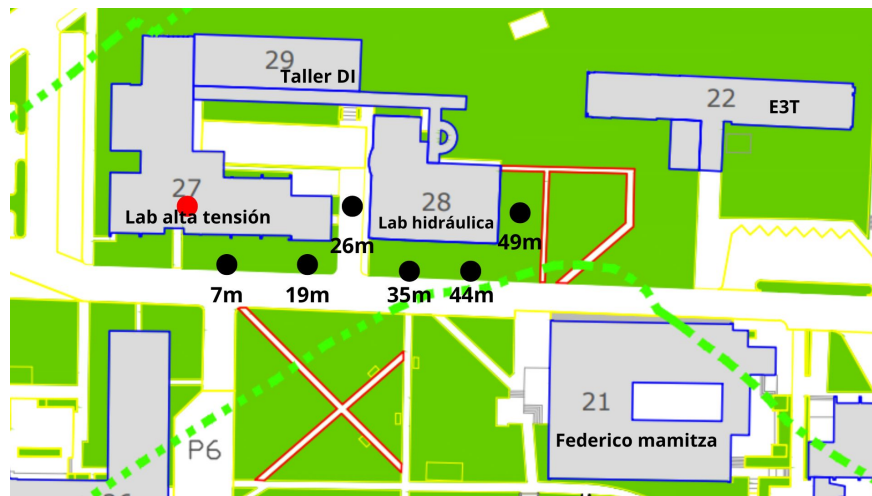 29
Taller DI
22
E3T
27
28
Lab alta tensión
Lab hidráulica
26m
49m
7m
19m
35m
44m
21
Federico mamitza
P6